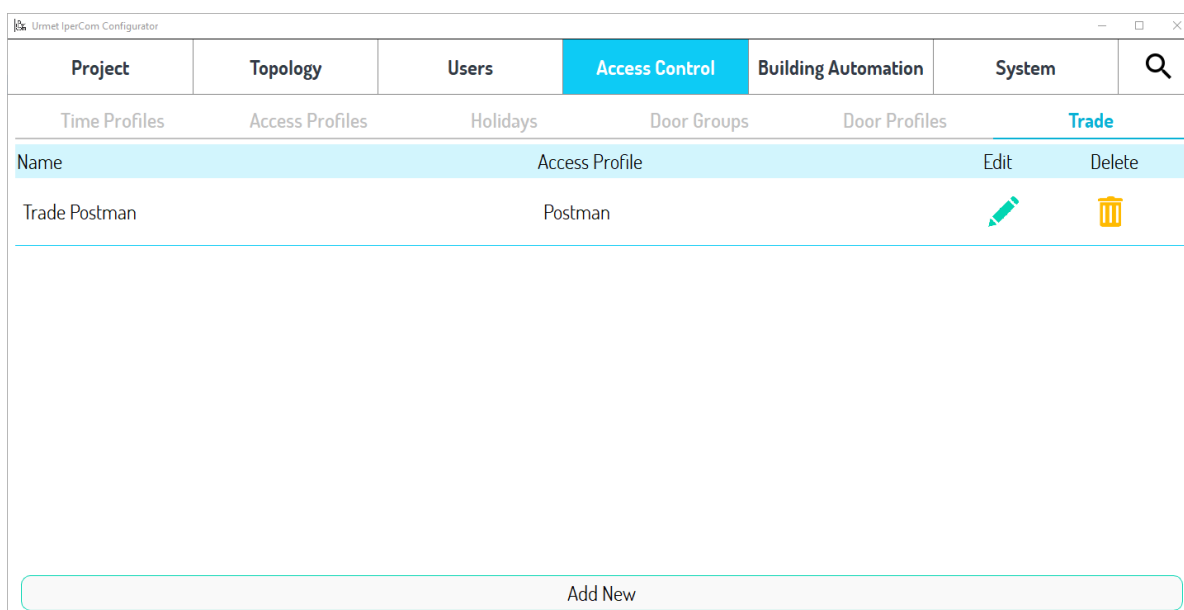 Urmet IperCom Configurator
Project Topology Users Access Control Building Automation System
Time Profiles Access Profiles Holidays Door Groups Door Profiles Trade
Name Access Profile Edit Delete
Trade Postman Postman
Add New